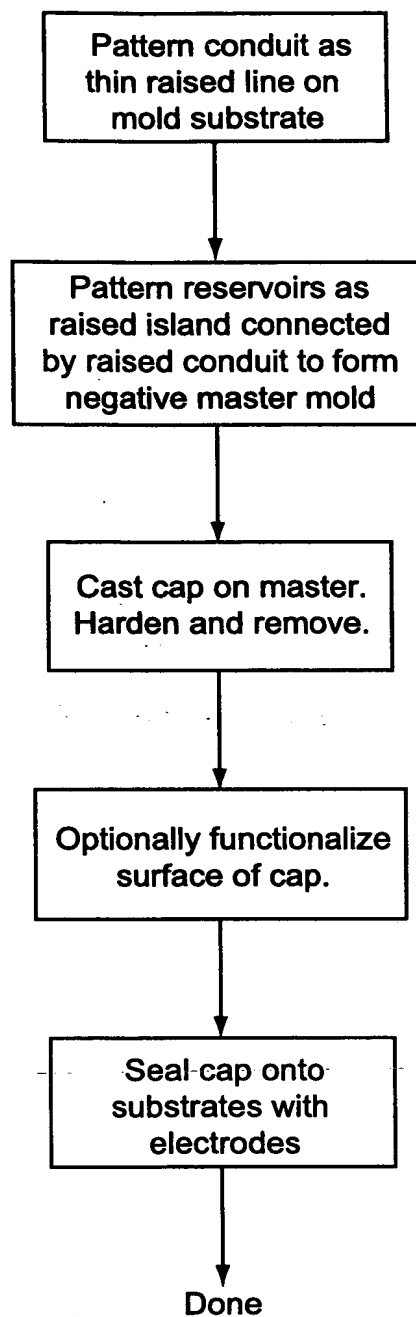 Pattern conduit as
thin raised line on
mold substrate
Pattern reservoirs as
raised island connected
by raised conduit to form
negative master mold
Cast cap on master.
Harden and remove.
Optionally functionalize
surface of cap.
Seal cap onto
substrates with
electrodes
Done